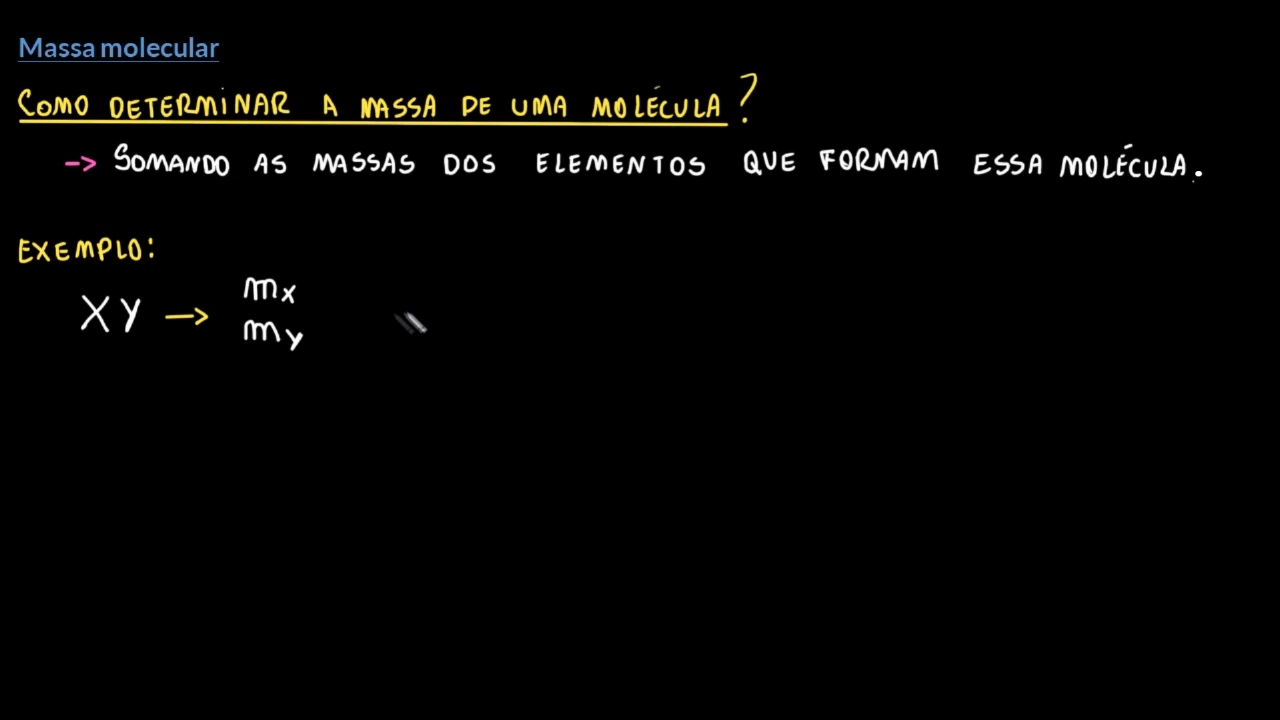 Massa molecular
COMO DETERMINAR A MASSA DE UMA MOLÉCULA?
-> SOMANDO AS MASSAS DOS ELEMENTOS QUE FORMAM ESSA MOLÉCULA.
EXEMPLO:
XY -> mx
my